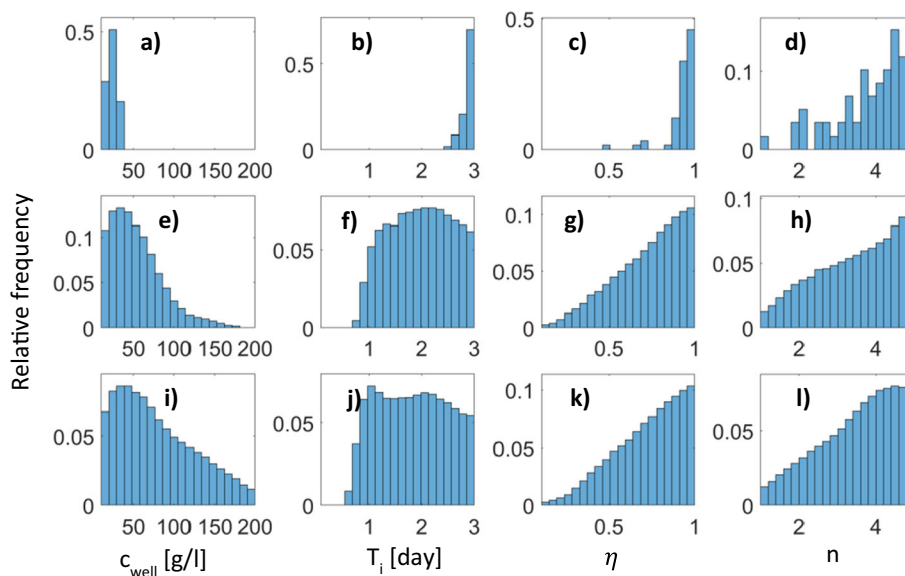 a) b) c) d)
0.5 0.5 0.5 0.1
0 0 0 0
50 100 150 200 1 2 3 0.5 1 2 4
Relative frequency
e) f) g) h)
0.1 0.05 0.1 0.1
0.05 0.05 0.05
0 0 0 0
50 100 150 200 1 2 3 0.5 1 2 4
i) j) k) l)
0.05 0.05 0.1 0.05
0.05
0 0 0 0
50 100 150 200 1 2 3 0.5 1 2 4
c_well [g/l] T_i [day] η n